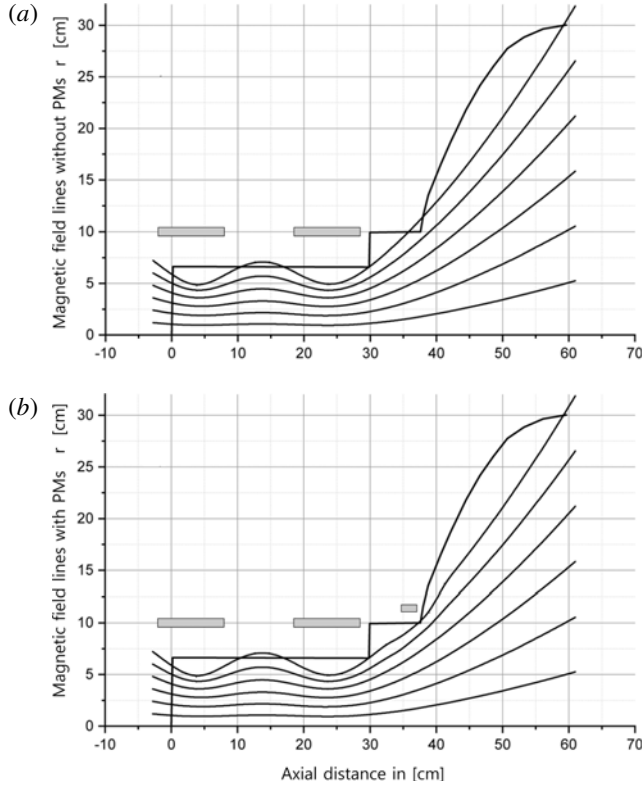 (a)
Magnetic field lines without PMs r [cm]
30
25
20
15
10
5
0
-10 0 10 20 30 40 50 60 70
(b)
Magnetic field lines with PMs r [cm]
30
25
20
15
10
5
0
-10 0 10 20 30 40 50 60 70
Axial distance in [cm]